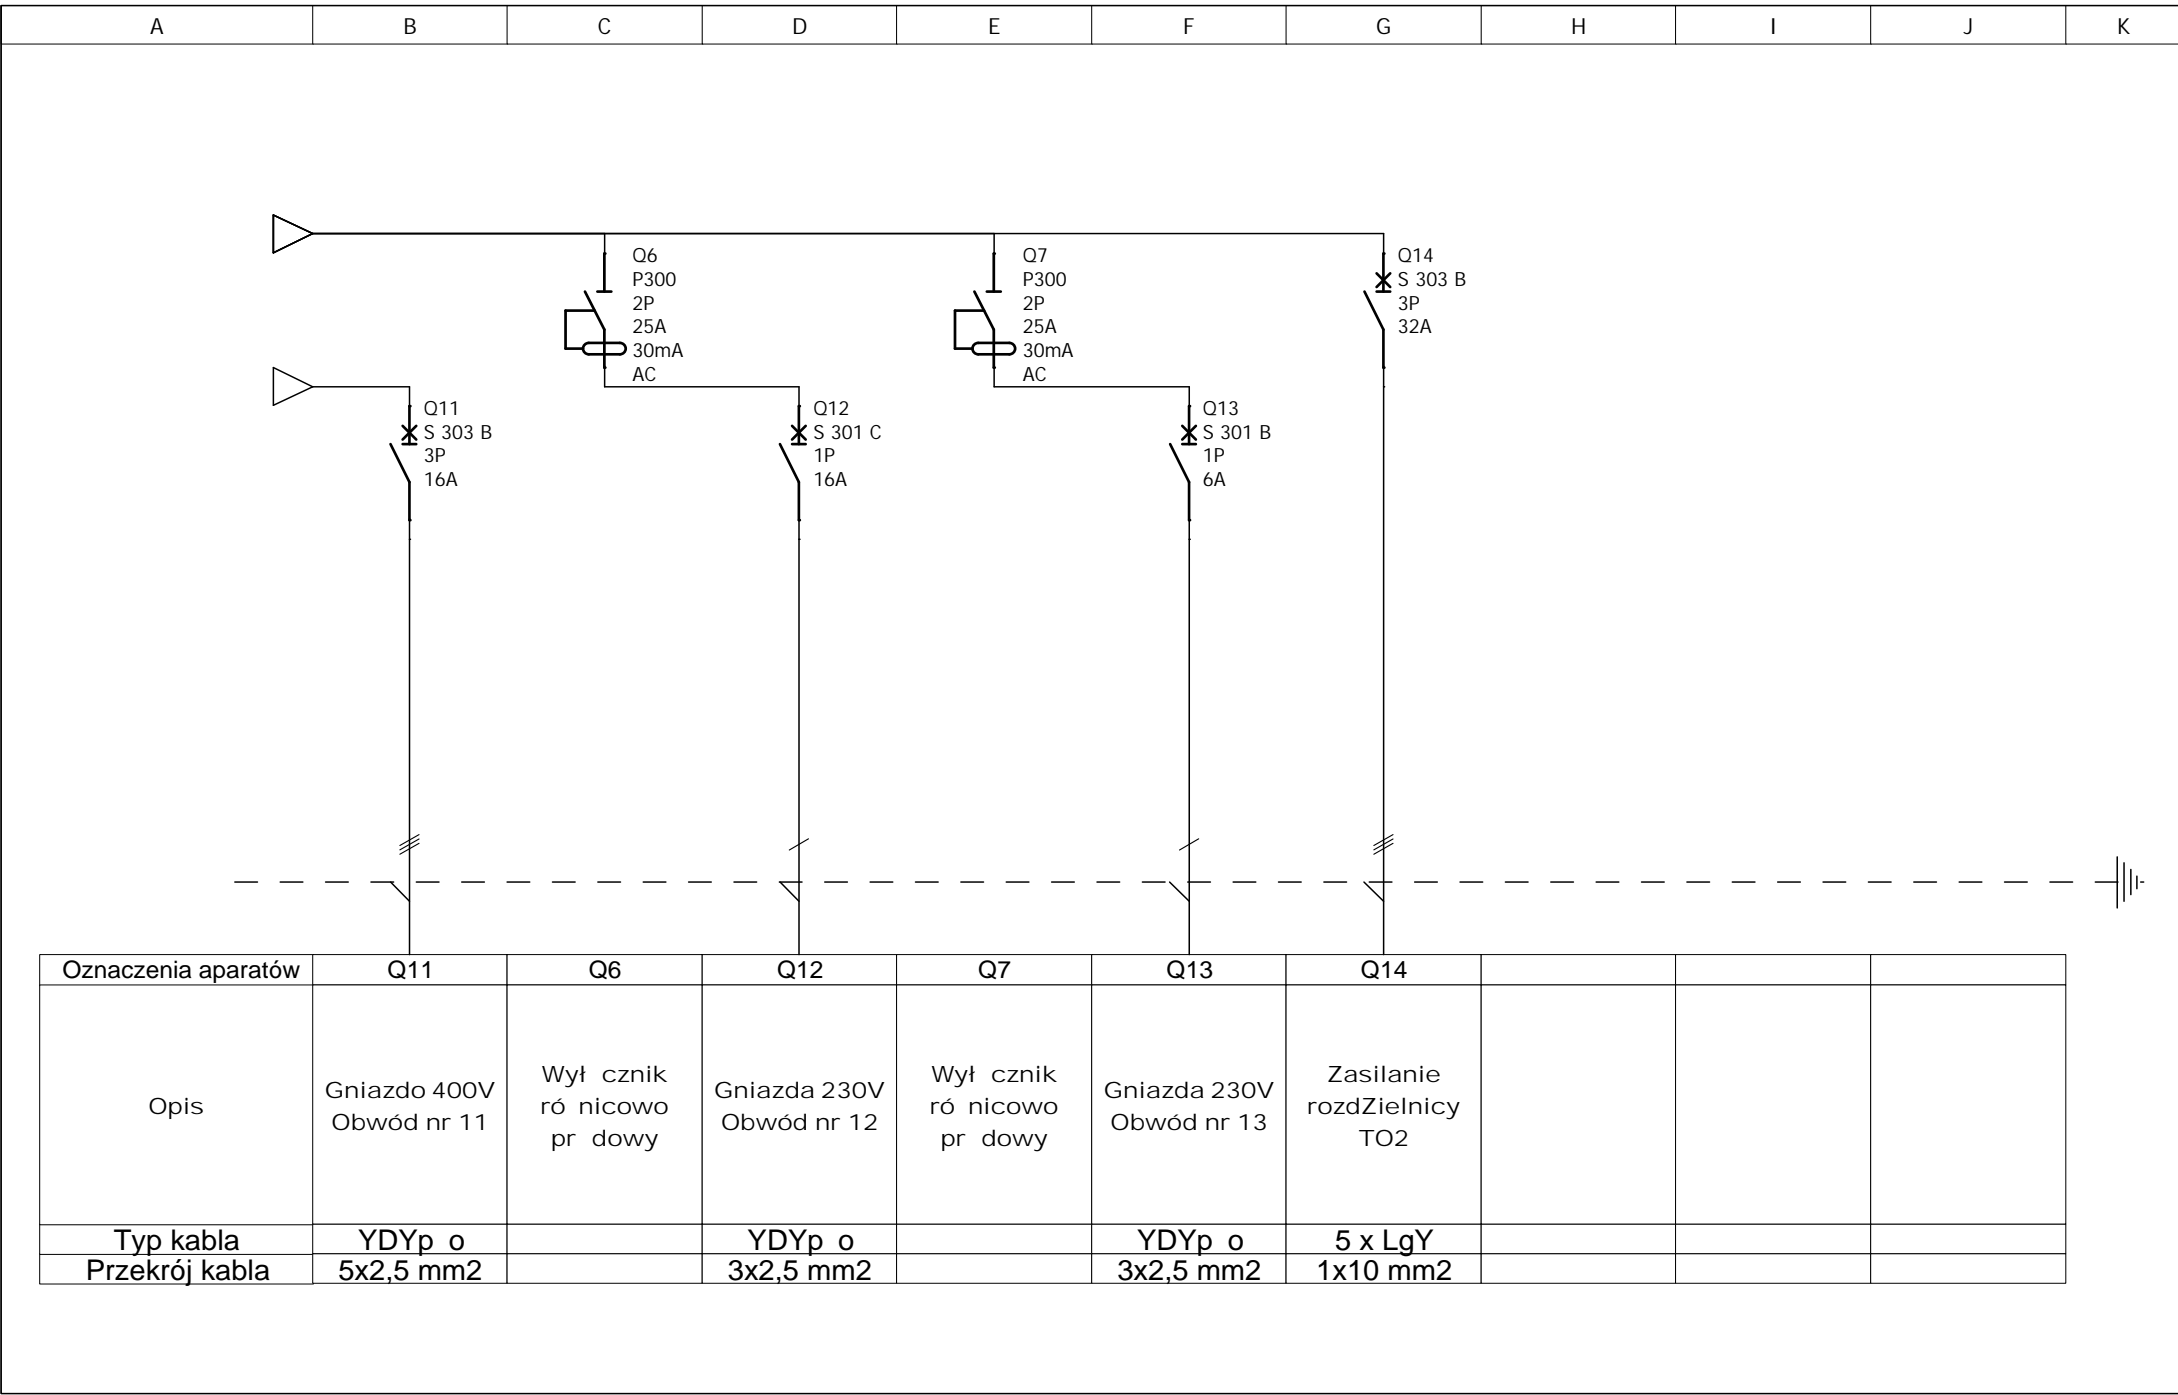 A B C D E F G H I J K
Q6
P300
2P
25A
30mA
AC
Q7
P300
2P
25A
30mA
AC
Q14
S 303 B
3P
32A
Q11
S 303 B
3P
16A
Q12
S 301 C
1P
16A
Q13
S 301 B
1P
6A
Oznaczenia aparatów Q11 Q6 Q12 Q7 Q13 Q14
Opis
Gniazdo 400V
Obwód nr 11
Wył cznik
ró nicowo
pr dowy
Gniazda 230V
Obwód nr 12
Wył cznik
ró nicowo
pr dowy
Gniazda 230V
Obwód nr 13
Zasilanie
rozdZielnicy
TO2
Typ kabla YDYp o YDYp o YDYp o 5 x LgY
Przekrój kabla 5x2,5 mm2 3x2,5 mm2 3x2,5 mm2 1x10 mm2